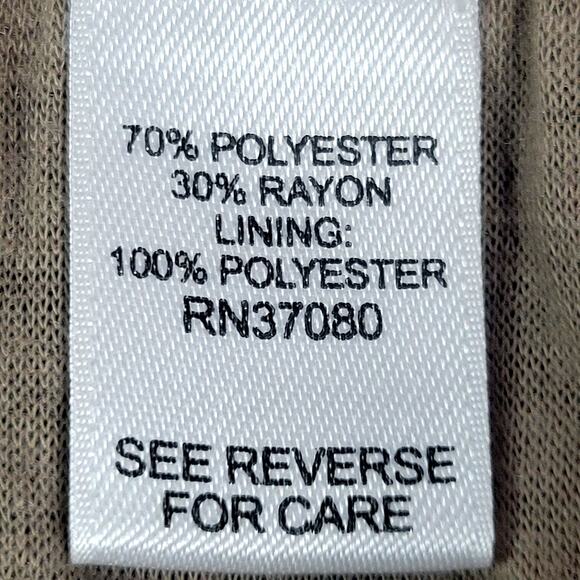 70% POLYESTER
30% RAYON
LINING:
100% POLYESTER
RN37080
SEE REVERSE
FOR CARE